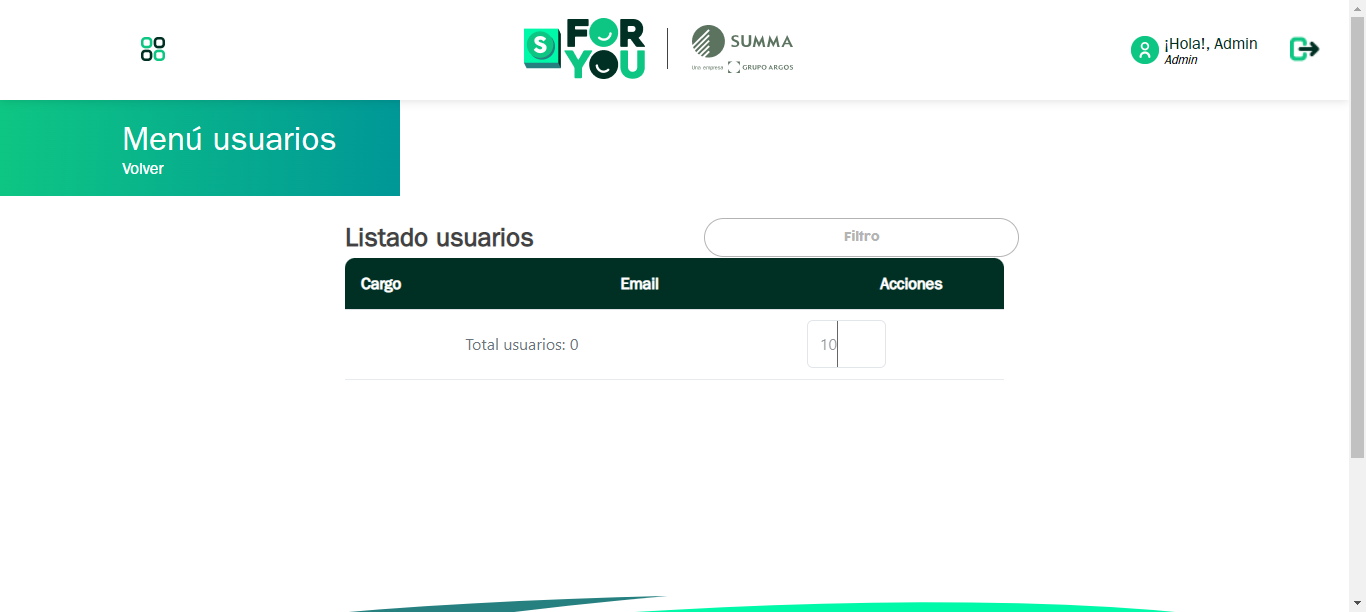 S FOR
YOU
SUMMA
Una empresa GRUPO ARGOS
¡Hola!, Admin
Admin
Menú usuarios
Volver
Listado usuarios
Filtro
Cargo Email Acciones
Total usuarios: 0 10